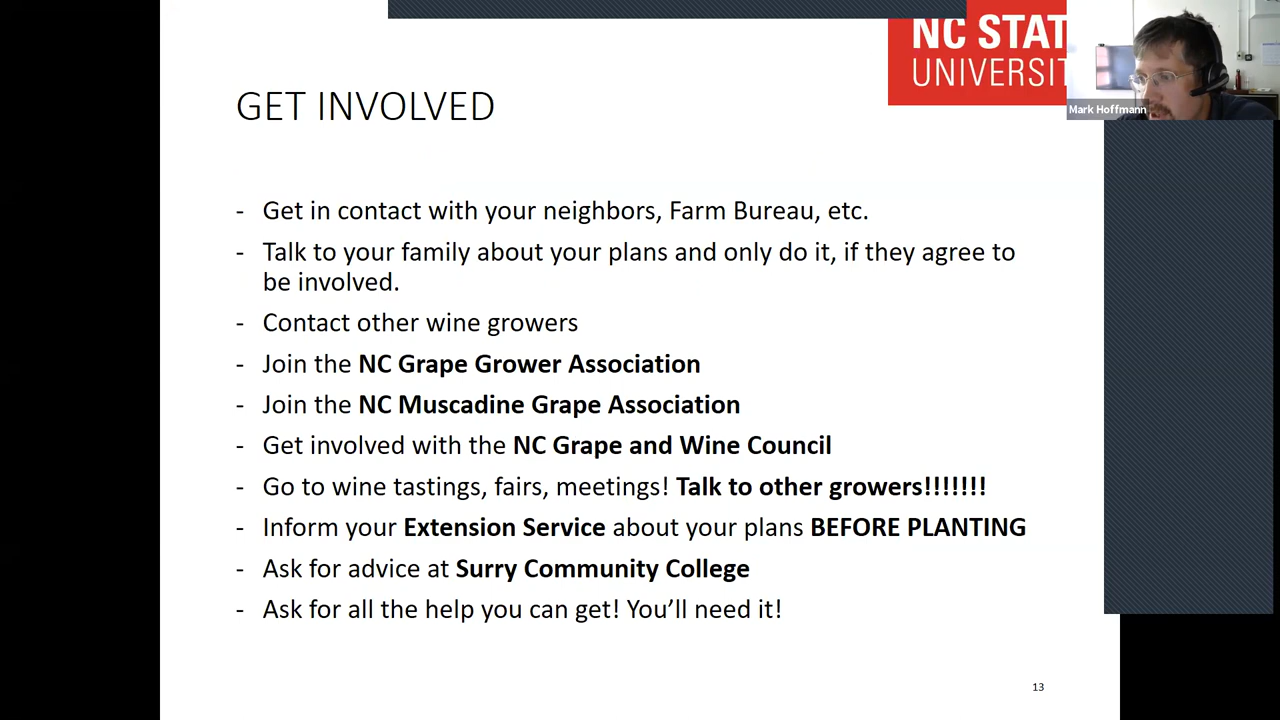 NC STAT
UNIVERSIT
Mark Hoffmann
GET INVOLVED
- Get in contact with your neighbors, Farm Bureau, etc.
- Talk to your family about your plans and only do it, if they agree to
be involved.
- Contact other wine growers
- Join the NC Grape Grower Association
- Join the NC Muscadine Grape Association
- Get involved with the NC Grape and Wine Council
- Go to wine tastings, fairs, meetings! Talk to other growers!!!!!!!
- Inform your Extension Service about your plans BEFORE PLANTING
- Ask for advice at Surry Community College
- Ask for all the help you can get! You’ll need it!
13